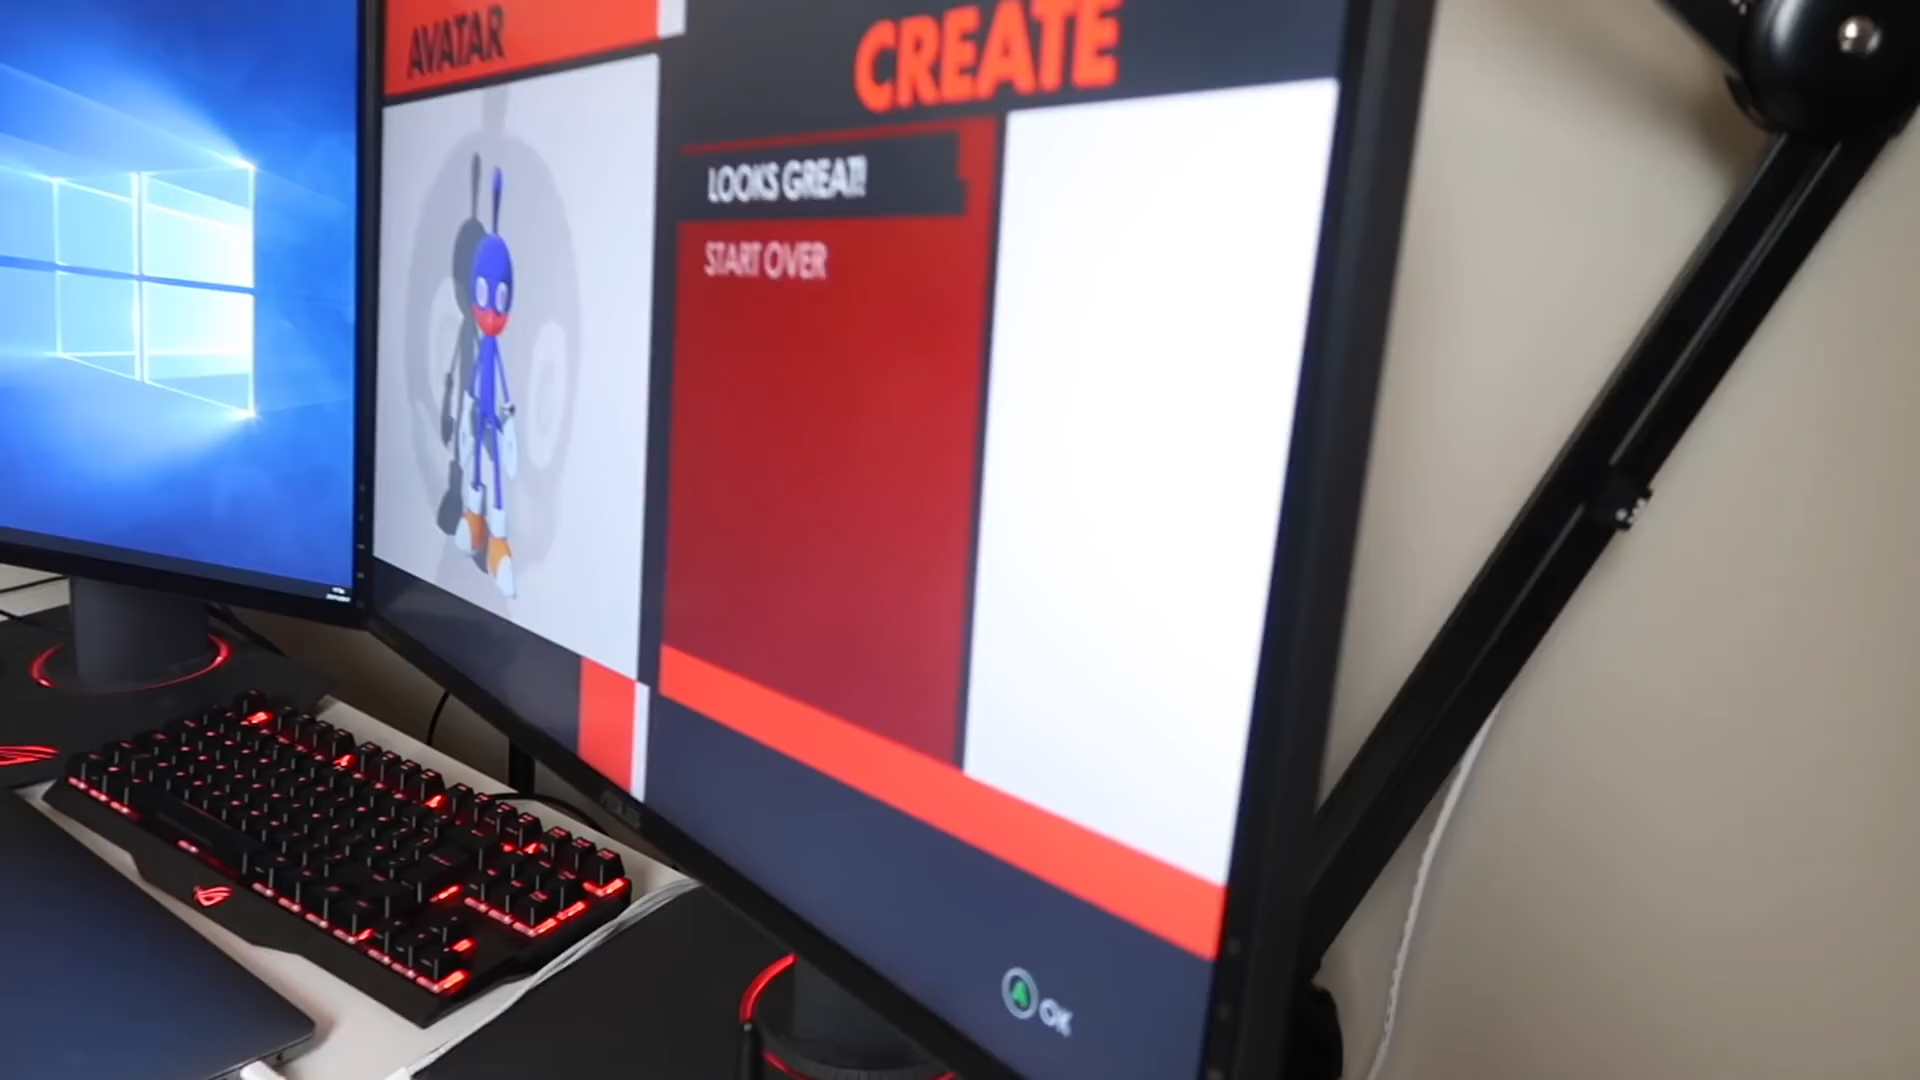 AVATAR
CREATE
LOOKS GREAT!
START OVER
A OK